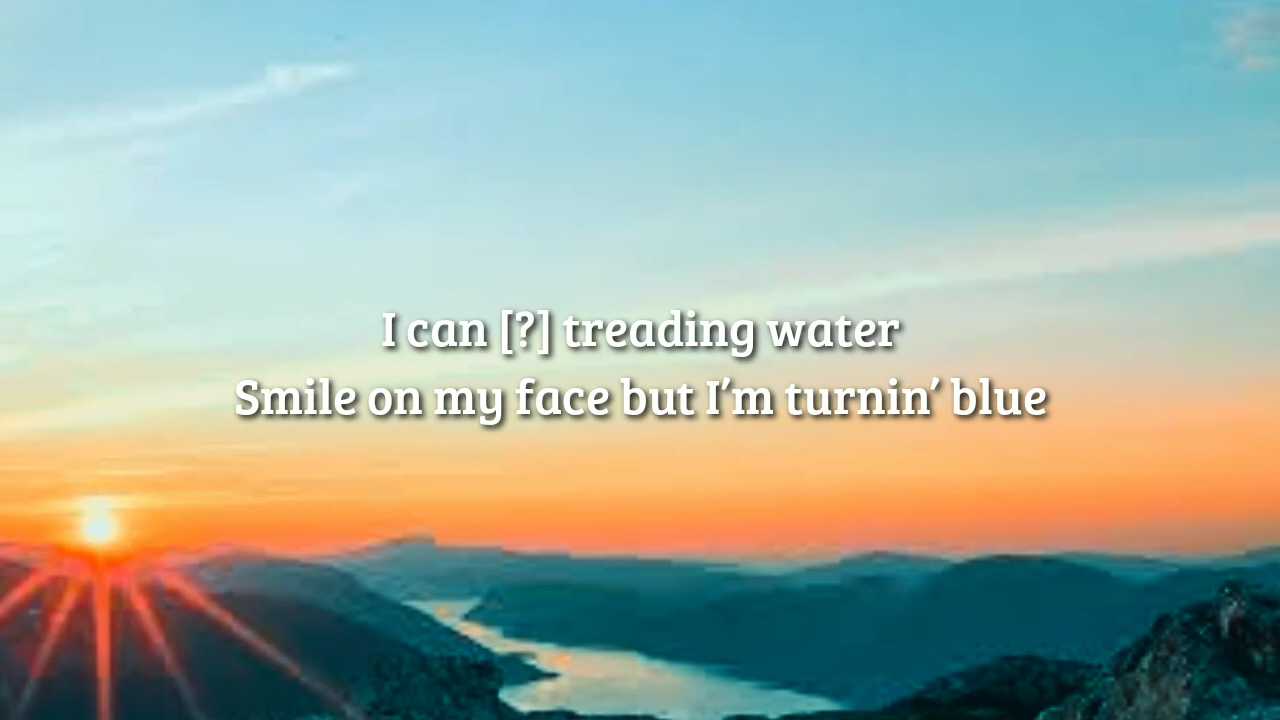 I can [?] treading water
Smile on my face but I’m turnin’ blue